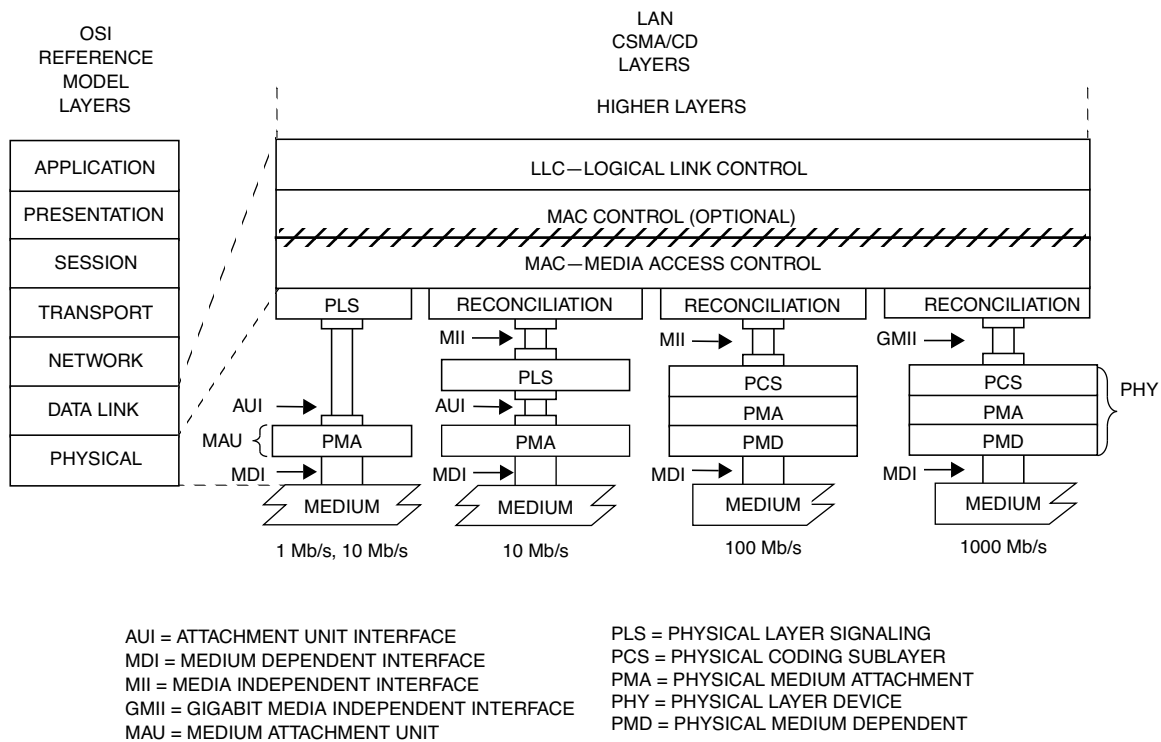 OSI
REFERENCE
MODEL
LAYERS
LAN
CSMA/CD
LAYERS
HIGHER LAYERS
APPLICATION
PRESENTATION
SESSION
TRANSPORT
NETWORK
DATA LINK
PHYSICAL
LLC—LOGICAL LINK CONTROL
MAC CONTROL (OPTIONAL)
MAC—MEDIA ACCESS CONTROL
PLS
AUI
MAU
PMA
MDI
MEDIUM
1 Mb/s, 10 Mb/s
RECONCILIATION
MII
PLS
AUI
PMA
MDI
MEDIUM
10 Mb/s
RECONCILIATION
MII
PCS
PMA
PMD
MDI
MEDIUM
100 Mb/s
RECONCILIATION
GMII
PCS
PMA
PMD
PHY
MDI
MEDIUM
1000 Mb/s
AUI = ATTACHMENT UNIT INTERFACE
MDI = MEDIUM DEPENDENT INTERFACE
MII = MEDIA INDEPENDENT INTERFACE
GMII = GIGABIT MEDIA INDEPENDENT INTERFACE
MAU = MEDIUM ATTACHMENT UNIT
PLS = PHYSICAL LAYER SIGNALING
PCS = PHYSICAL CODING SUBLAYER
PMA = PHYSICAL MEDIUM ATTACHMENT
PHY = PHYSICAL LAYER DEVICE
PMD = PHYSICAL MEDIUM DEPENDENT